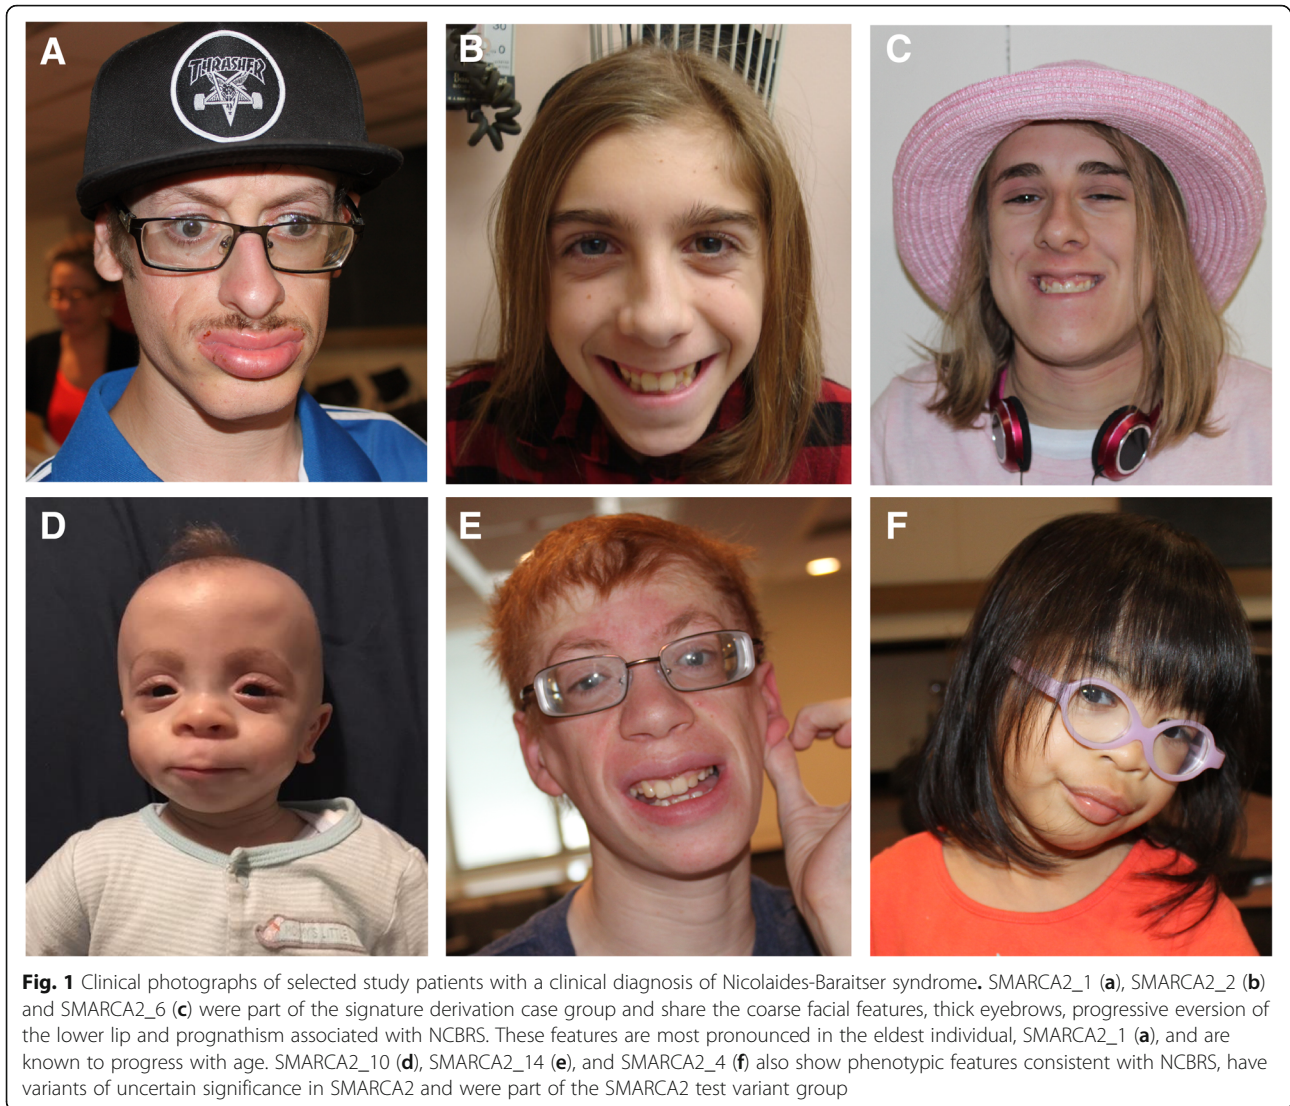 A
THRASHER
B
30
0
C
D
MOMMY'S LITTLE
E
F
Fig. 1 Clinical photographs of selected study patients with a clinical diagnosis of Nicolaides-Baraitser syndrome. SMARCA2_1 (a), SMARCA2_2 (b)
and SMARCA2_6 (c) were part of the signature derivation case group and share the coarse facial features, thick eyebrows, progressive eversion of
the lower lip and prognathism associated with NCBRS. These features are most pronounced in the eldest individual, SMARCA2_1 (a), and are
known to progress with age. SMARCA2_10 (d), SMARCA2_14 (e), and SMARCA2_4 (f) also show phenotypic features consistent with NCBRS, have
variants of uncertain significance in SMARCA2 and were part of the SMARCA2 test variant group